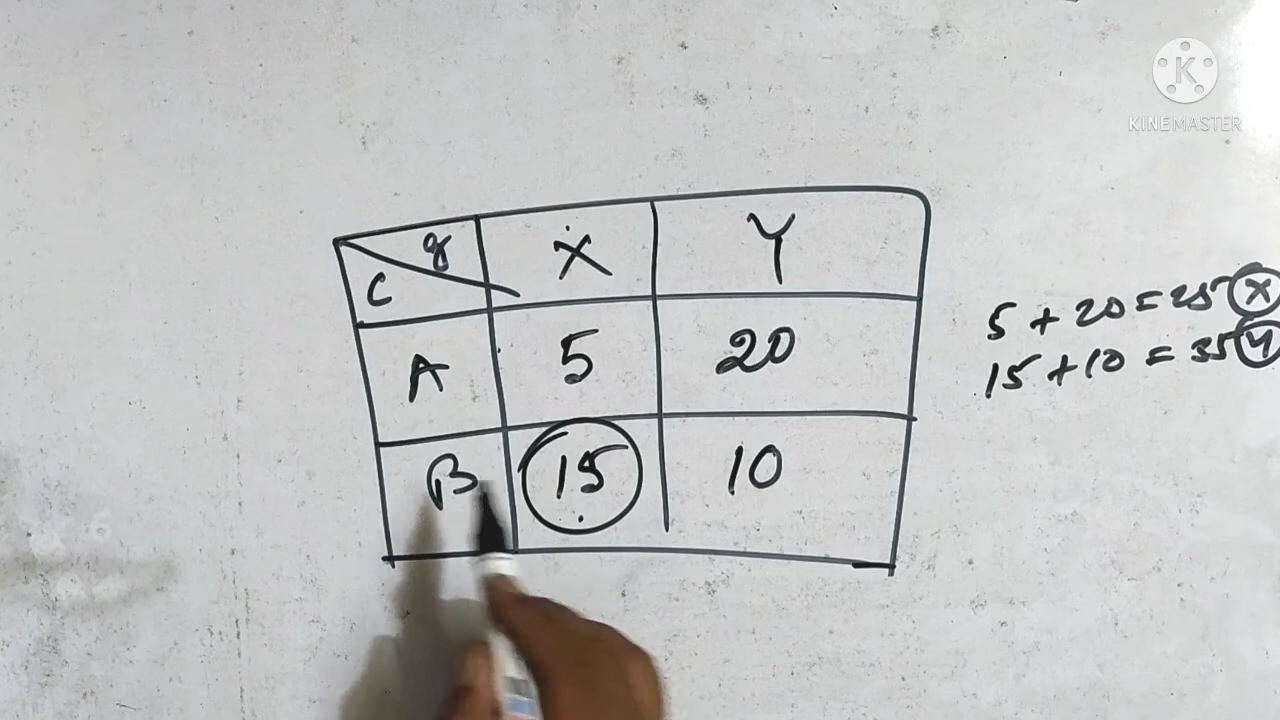 KINEMASTER
C g X Y
A 5 20
B 15 10
5 + 20 = 25 X
15 + 10 = 35 Y